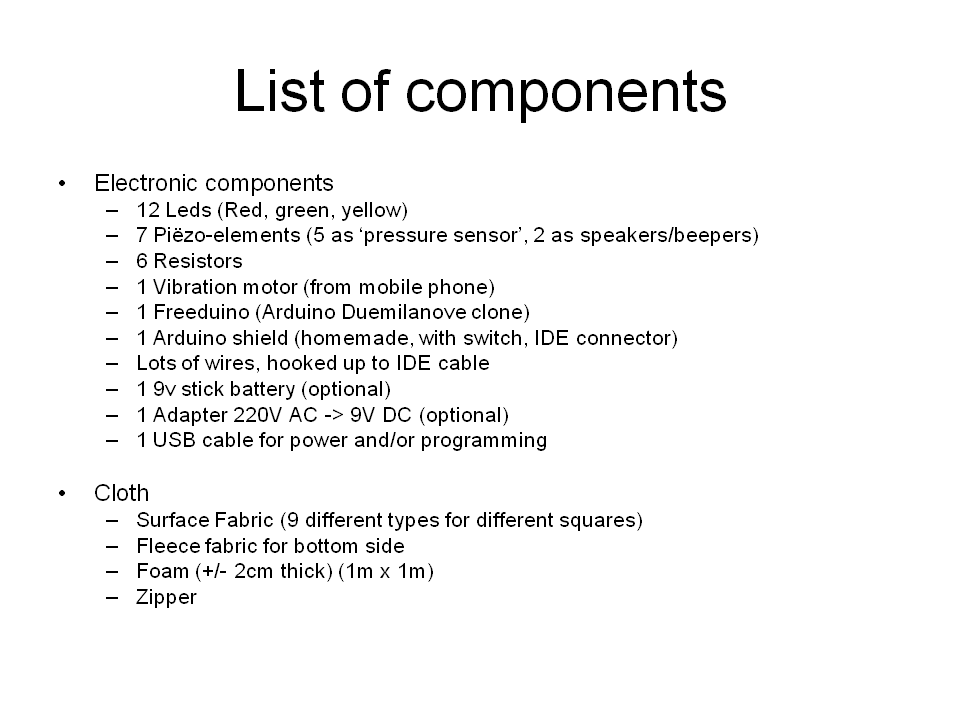 List of components
• Electronic components
– 12 Leds (Red, green, yellow)
– 7 Piëzo-elements (5 as ‘pressure sensor’, 2 as speakers/beepers)
– 6 Resistors
– 1 Vibration motor (from mobile phone)
– 1 Freeduino (Arduino Duemilanove clone)
– 1 Arduino shield (homemade, with switch, IDE connector)
– Lots of wires, hooked up to IDE cable
– 1 9v stick battery (optional)
– 1 Adapter 220V AC -> 9V DC (optional)
– 1 USB cable for power and/or programming
• Cloth
– Surface Fabric (9 different types for different squares)
– Fleece fabric for bottom side
– Foam (+/- 2cm thick) (1m x 1m)
– Zipper